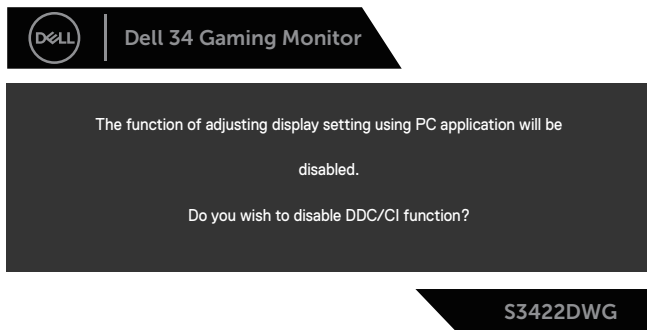 DELL
Dell 34 Gaming Monitor
The function of adjusting display setting using PC application will be
disabled.
Do you wish to disable DDC/CI function?
S3422DWG